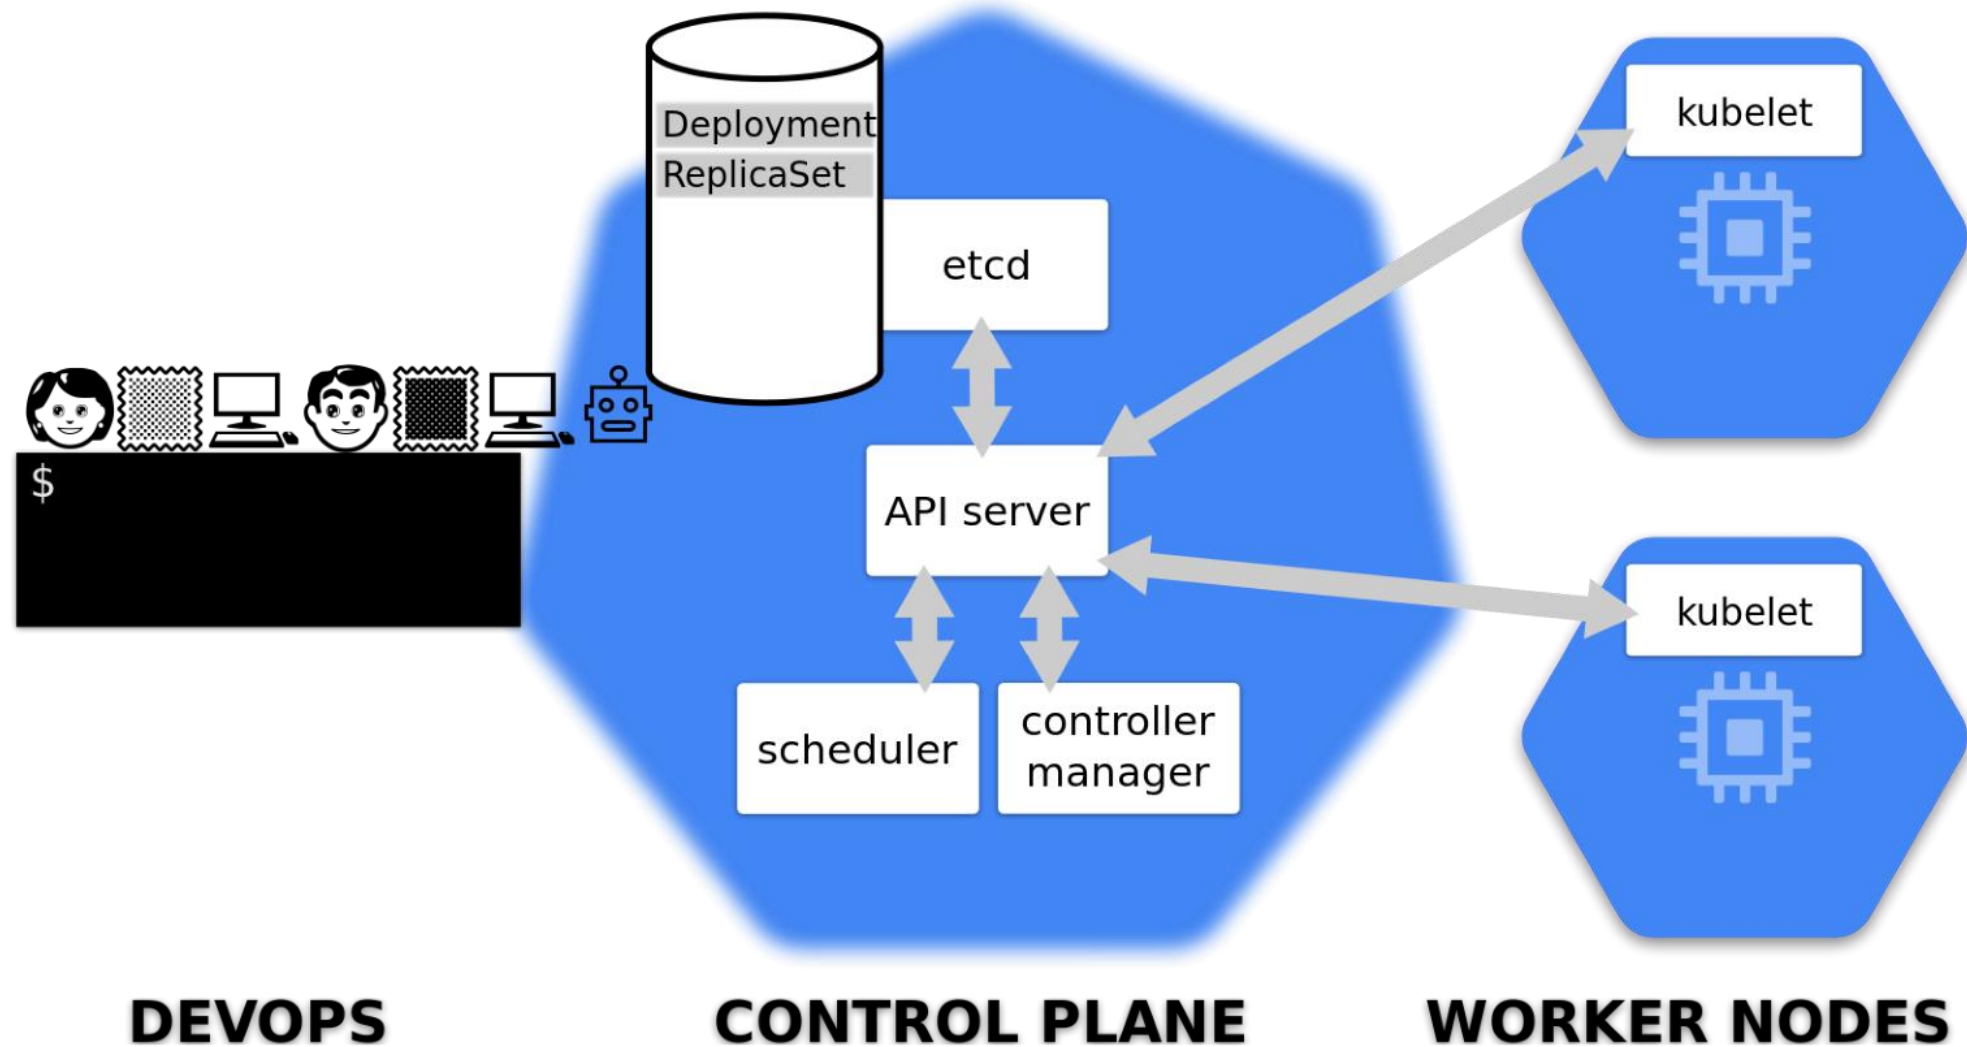 Deployment
ReplicaSet
etcd
$
API server
scheduler
controller
manager
kubelet
kubelet
DEVOPS
CONTROL PLANE
WORKER NODES